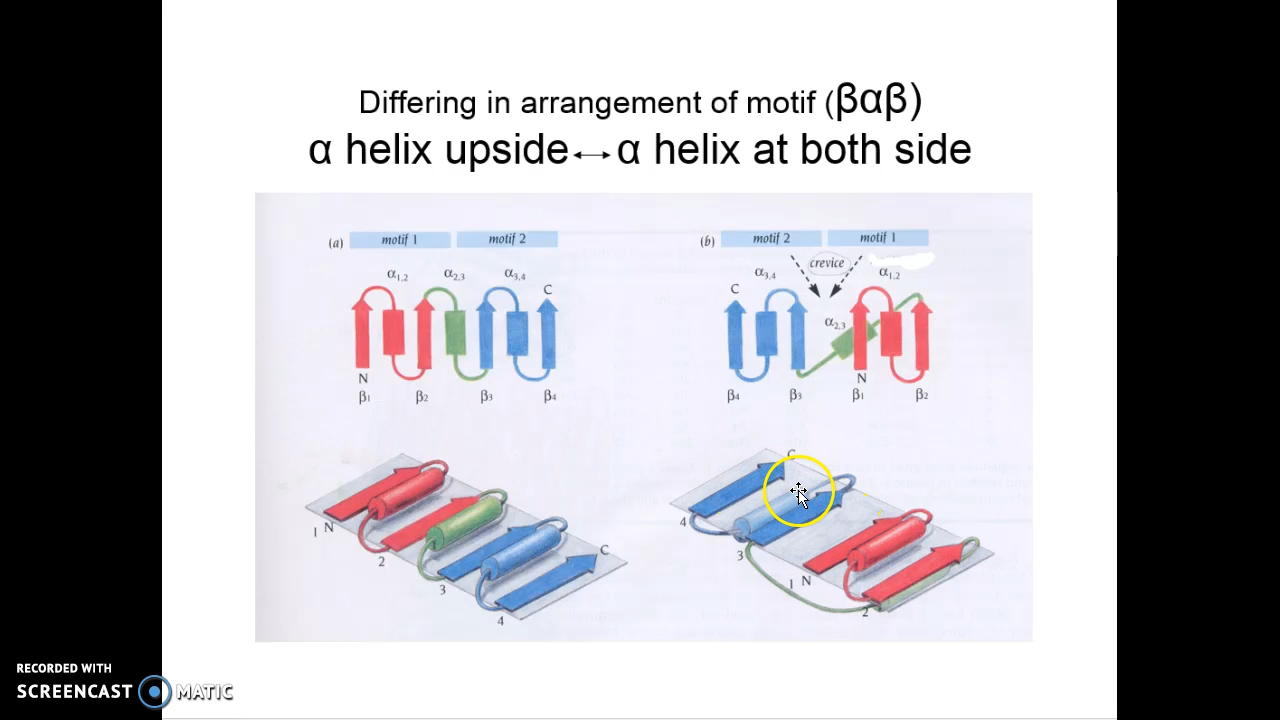 Differing in arrangement of motif (βαβ)
α helix upside↔α helix at both side
(a) motif 1 motif 2
α1,2 α2,3 α3,4
C
N
β1 β2 β3 β4
1 N
2
3
4
C
(b) motif 2 motif 1
crevice
α3,4 α1,2
C
α2,3
N
β4 β3 β1 β2
C
4
3
1 N
2
RECORDED WITH
SCREENCAST MATIC